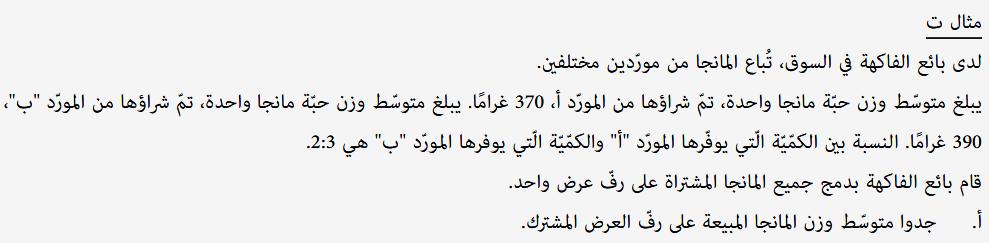 مثال ت
لدى بائع الفاكهة في السوق، تُباع المانجا من مورّدين مختلفين.
يبلغ متوسّط وزن حبّة مانجا واحدة، تمّ شراؤها من المورّد أ، 370 غرامًا. يبلغ متوسّط وزن حبّة مانجا واحدة، تمّ شراؤها من المورّد "ب"،
390 غرامًا. النسبة بين الكمّيّة الّتي يوفّرها المورّد "أ" والكمّيّة الّتي يوفرها المورّد "ب" هي 2:3.
قام بائع الفاكهة بدمج جميع المانجا المشتراة على رفّ عرض واحد.
أ. جدوا متوسّط وزن المانجا المبيعة على رفّ العرض المشترك.